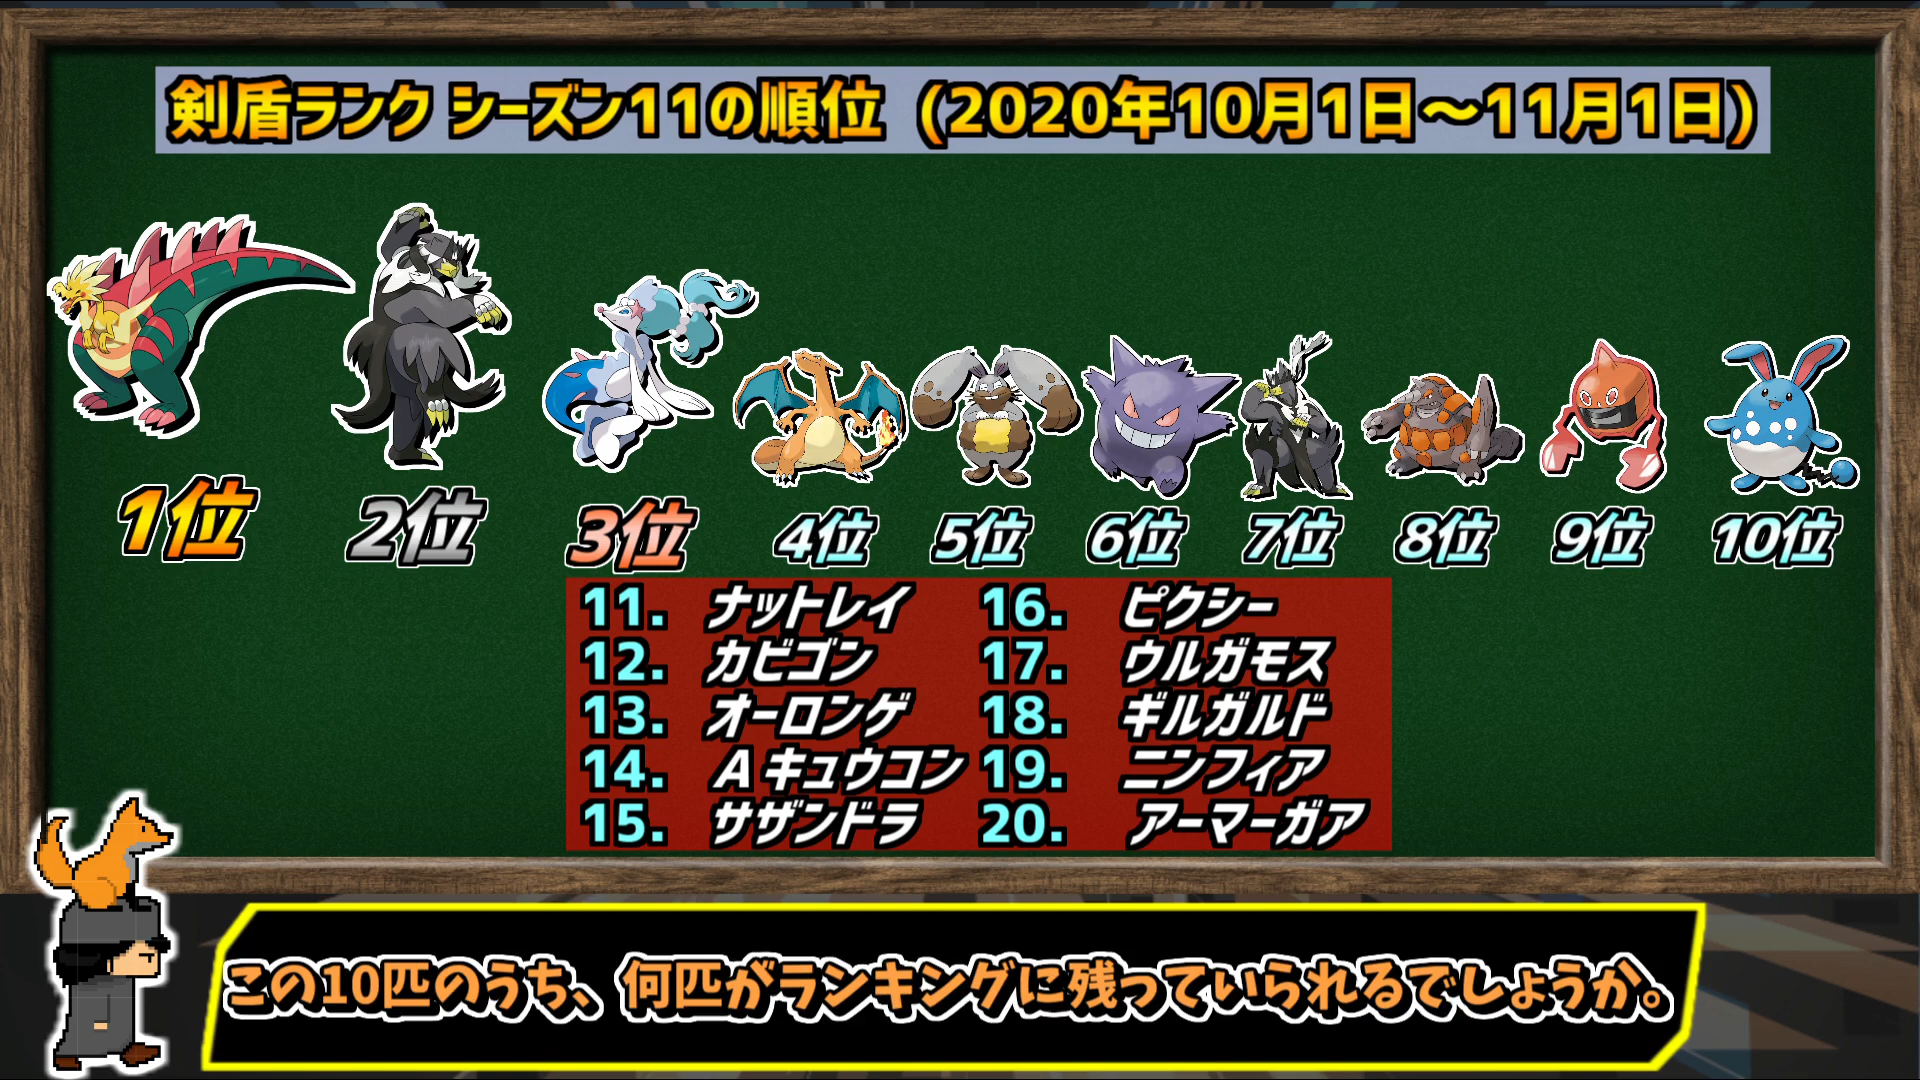 剣盾ランク シーズン11の順位 (2020年10月1日～11月1日)
1位 2位 3位 4位 5位 6位 7位 8位 9位 10位
11. ナットレイ
12. カビゴン
13. オーロンゲ
14. A キュウコン
15. サザンドラ
16. ピクシー
17. ウルガモス
18. ギルガルド
19. ニンフィア
20. アーマーガア
この10匹のうち、何匹がランキングに残っていられるでしょうか。